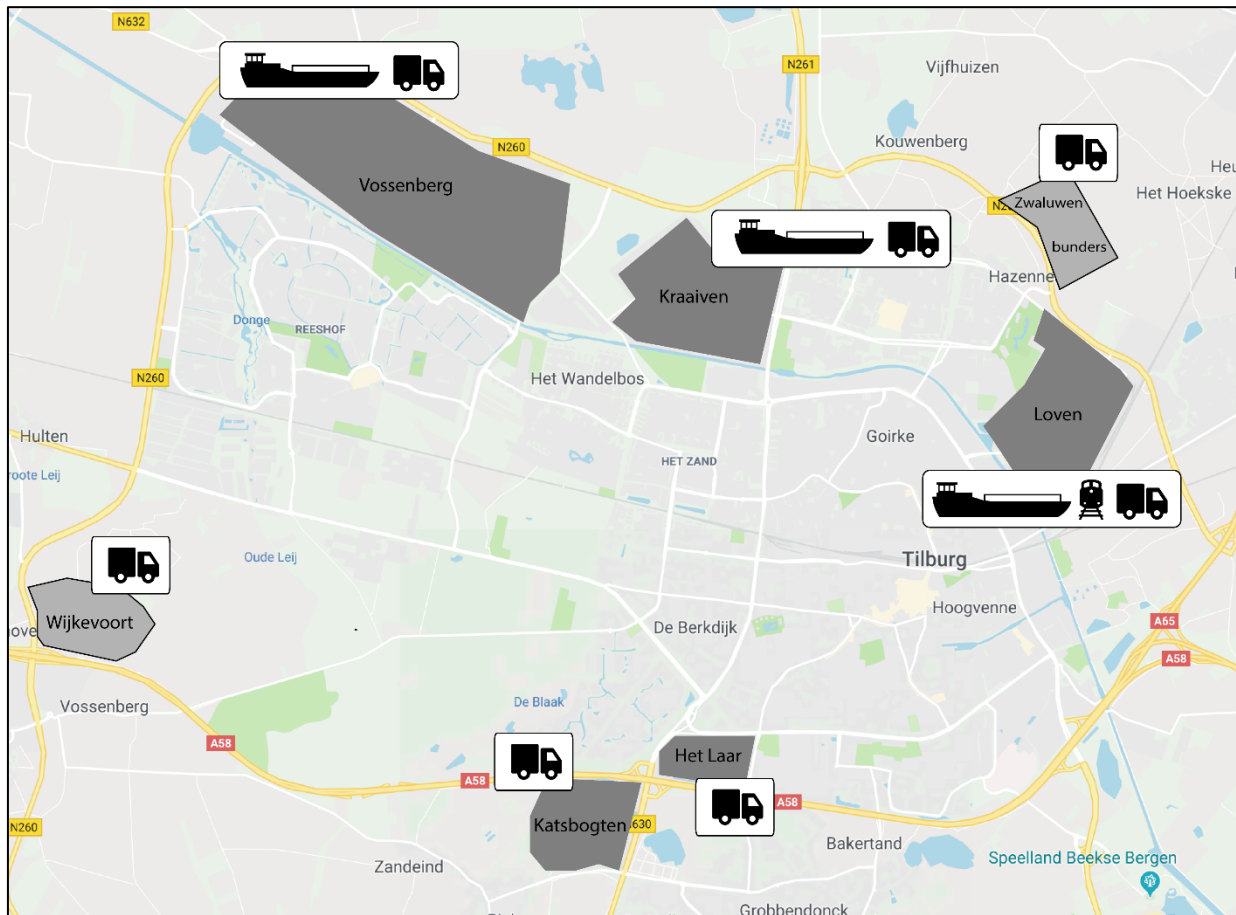 N632
N261
Vijfhuizen
Kouwenberg
N260
Vossenberg
Zwaluwen
Het Hoekske
bunders
Hazenne
Kraaiven
Donge
REESHOF
N260
Het Wandelbos
Loven
Hulten
Goirke
HET ZAND
roote Leij
Oude Leij
Tilburg
Hoogvenne
Wijkevoort
De Berkdijk
A65
A58
Vossenberg
De Blaak
A58
Het Laar
A58
A58
N260
Katsbogten
Bakertand
Zandeind
Speelland Beekse Bergen
Grobbendonck